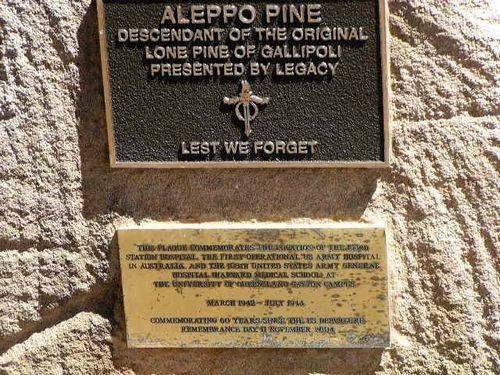 ALEPPO PINE
DESCENDANT OF THE ORIGINAL
LONE PINE OF GALLIPOLI
PRESENTED BY LEGACY
LEST WE FORGET
THIS PLAQUE COMMEMORATES THE LOCATION OF THE
STATION HOSPITAL, THE FIRST OPERATIONAL US ARMY HOSPITAL
IN AUSTRALIA, AND THE 105TH UNITED STATES ARMY GENERAL
HOSPITAL (HARVARD MEDICAL SCHOOL) AT
THE UNIVERSITY OF QUEENSLAND GATTON CAMPUS
MARCH 1942 - JULY 1944
COMMEMORATING 60 YEARS SINCE THE US DEPARTURE
REMEMBRANCE DAY 11 NOVEMBER 2004